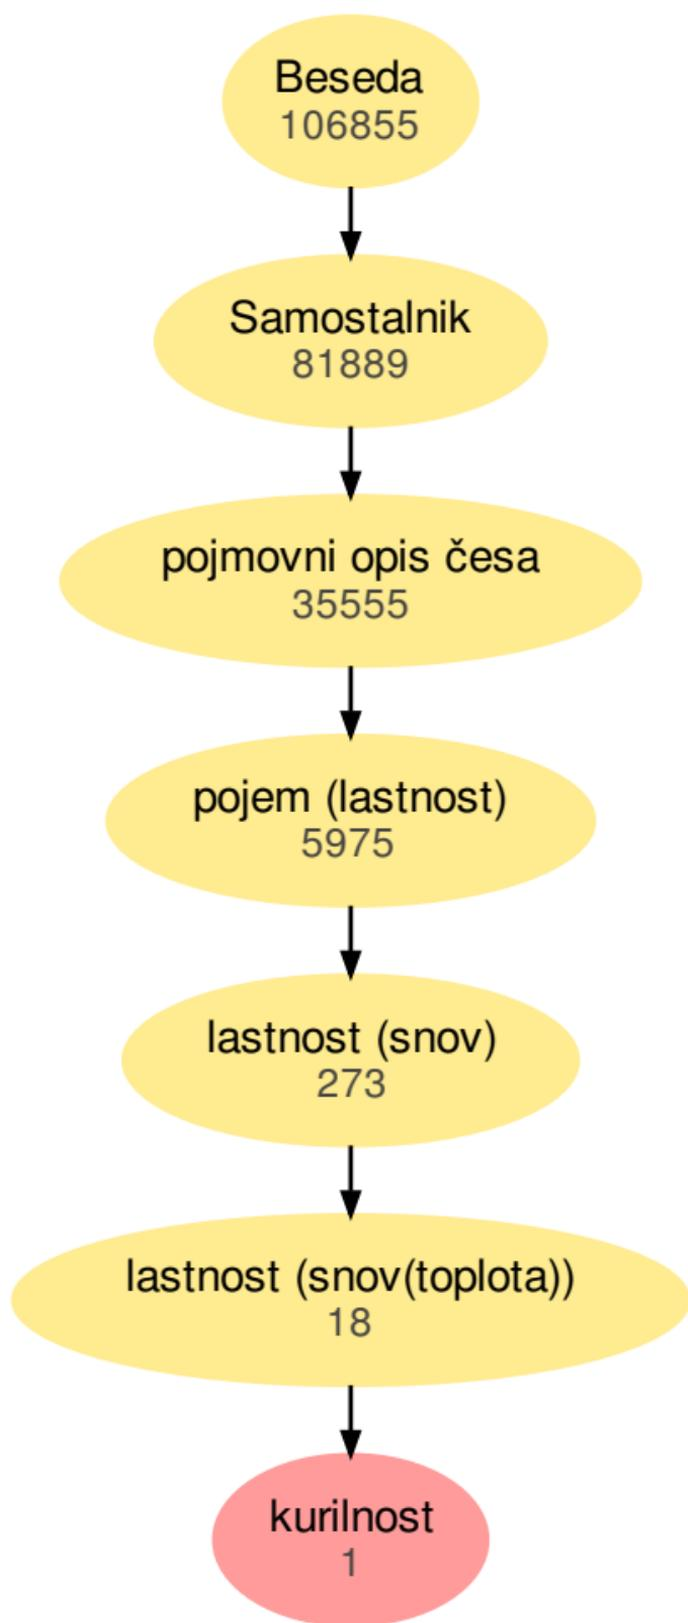 Beseda
106855
Samostalnik
81889
pojmovni opis česa
35555
pojem (lastnost)
5975
lastnost (snov)
273
lastnost (snov(toplota))
18
kurilnost
1